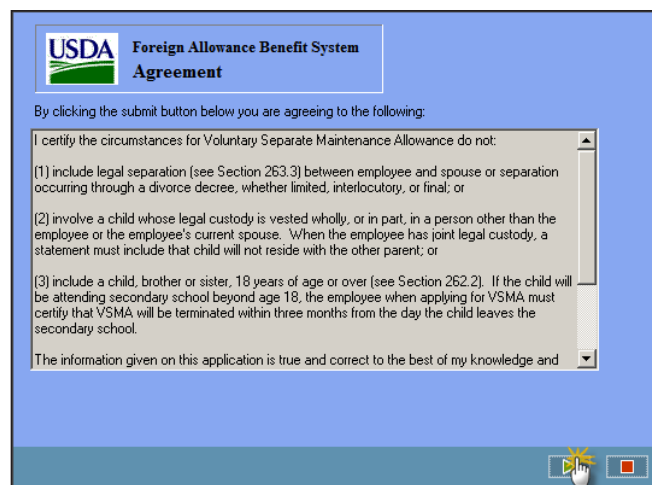 USDA
Foreign Allowance Benefit System
Agreement
By clicking the submit button below you are agreeing to the following:
I certify the circumstances for Voluntary Separate Maintenance Allowance do not:
(1) include legal separation (see Section 263.3) between employee and spouse or separation
occurring through a divorce decree, whether limited, interlocutory, or final; or
(2) involve a child whose legal custody is vested wholly, or in part, in a person other than the
employee or the employee's current spouse.  When the employee has joint legal custody, a
statement must include that child will not reside with the other parent; or
(3) include a child, brother or sister, 18 years of age or over (see Section 262.2).  If the child will
be attending secondary school beyond age 18, the employee when applying for VSMA must
certify that VSMA will be terminated within three months from the day the child leaves the
secondary school.
The information given on this application is true and correct to the best of my knowledge and